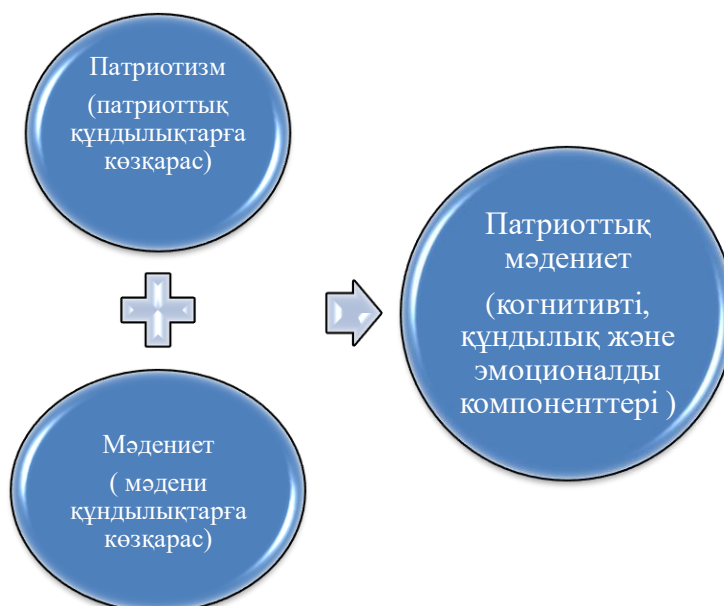 Патриотизм
(патриоттық
құндылықтарға
көзқарас)
Мәдениет
( мәдени
құндылықтарға
көзқарас)
Патриоттық
мәдениет
(когнитивті,
құндылық және
эмоционалды
компоненттері )